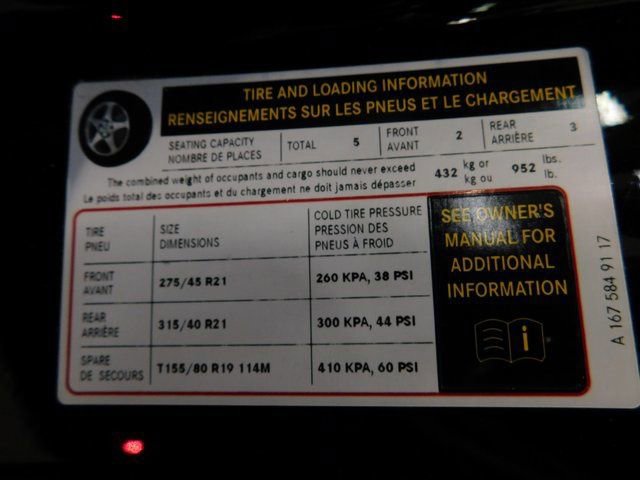 TIRE AND LOADING INFORMATION
RENSEIGNEMENTS SUR LES PNEUS ET LE CHARGEMENT
SEATING CAPACITY
NOMBRE DE PLACES
TOTAL 5
FRONT
AVANT
2
REAR
ARRIÈRE
3
The combined weight of occupants and cargo should never exceed
Le poids total des occupants et du chargement ne doit jamais dépasser
432 kg or
kg ou
952 lbs.
lb.
TIRE
PNEU
SIZE
DIMENSIONS
COLD TIRE PRESSURE
PRESSION DES
PNEUS À FROID
FRONT
AVANT
275/45 R21
260 KPA, 38 PSI
REAR
ARRIÈRE
315/40 R21
300 KPA, 44 PSI
SPARE
DE SECOURS
T155/80 R19 114M
410 KPA, 60 PSI
SEE OWNER'S
MANUAL FOR
ADDITIONAL
INFORMATION
i
A 167 584 91 17